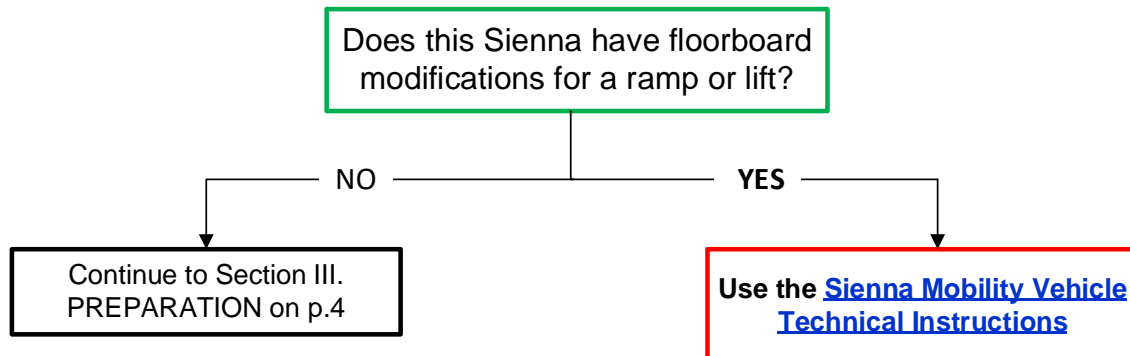 Does this Sienna have floorboard
modifications for a ramp or lift?
NO
YES
Continue to Section III.
PREPARATION on p.4
Use the Sienna Mobility Vehicle
Technical Instructions